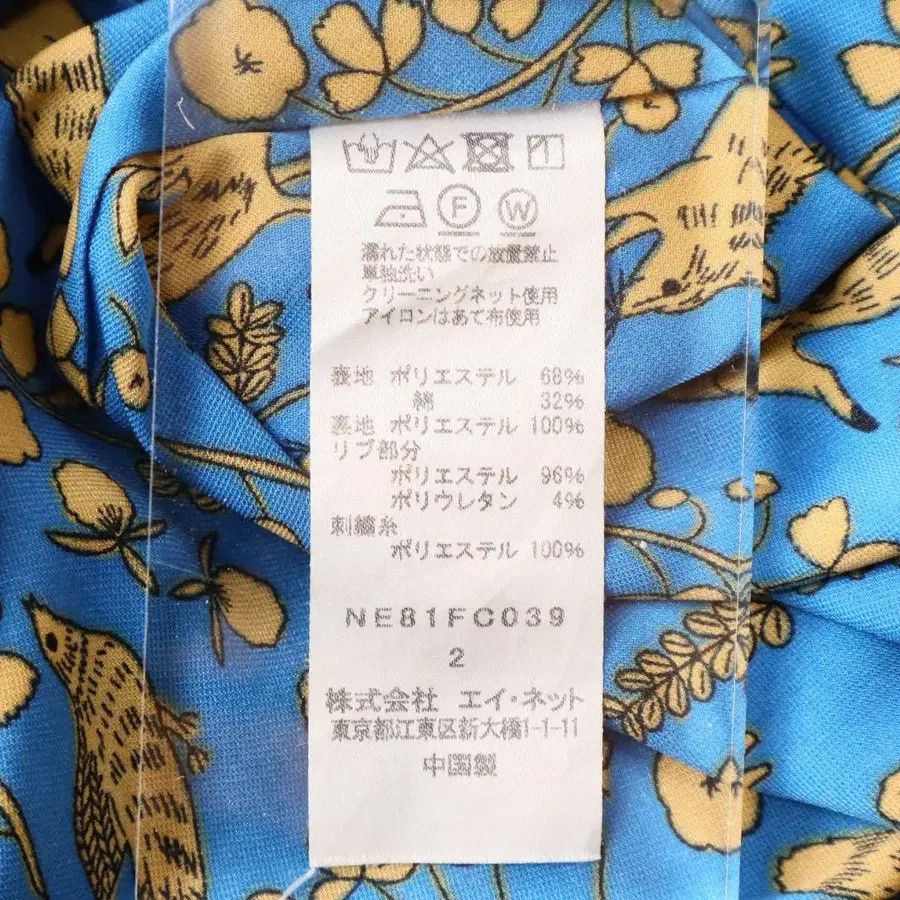 F W
濡れた状態での放置禁止
単独洗い
クリーニングネット使用
アイロンはあて布使用
表地 ポリエステル 68%
綿 32%
裏地 ポリエステル 100%
リブ部分
ポリエステル 96%
ポリウレタン 4%
刺繍糸
ポリエステル 100%
NE81FC039
2
株式会社 エイ・ネット
東京都江東区新大橋1-1-11
中国製